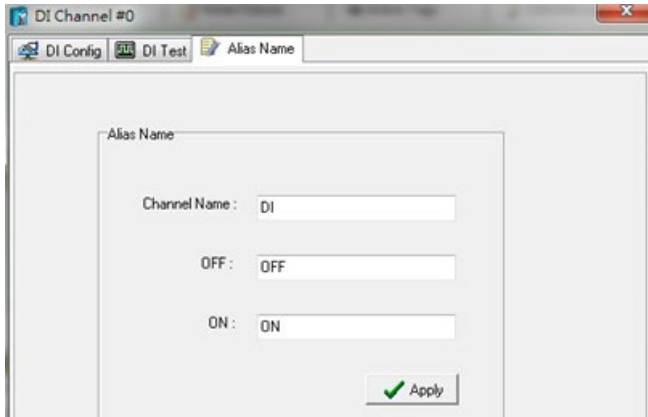 DI Channel #0
DI Config DI Test Alias Name
Alias Name
Channel Name : DI
OFF : OFF
ON : ON
Apply